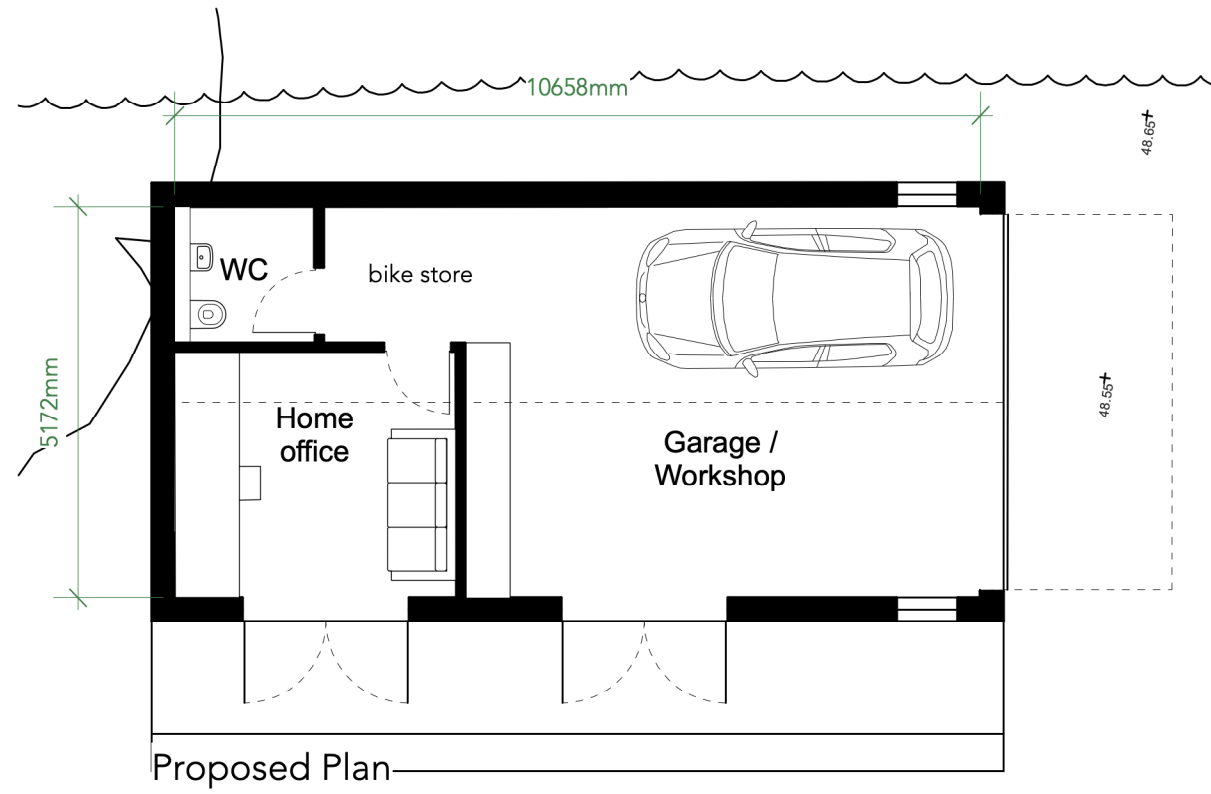 10658mm
48.65
WC
bike store
5172mm
48.55
Home
office
Garage /
Workshop
Proposed Plan